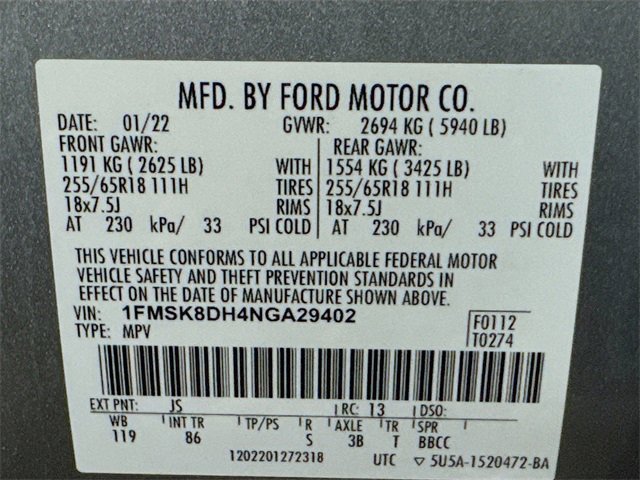 MFD. BY FORD MOTOR CO.
DATE: 01/22 GVWR: 2694 KG ( 5940 LB)
FRONT GAWR: REAR GAWR:
1191 KG ( 2625 LB) WITH 1554 KG ( 3425 LB) WITH
255/65R18 111H TIRES 255/65R18 111H TIRES
18x7.5J RIMS 18x7.5J RIMS
AT 230 kPa/ 33 PSI COLD AT 230 kPa/ 33 PSI COLD
THIS VEHICLE CONFORMS TO ALL APPLICABLE FEDERAL MOTOR
VEHICLE SAFETY AND THEFT PREVENTION STANDARDS IN
EFFECT ON THE DATE OF MANUFACTURE SHOWN ABOVE.
VIN: 1FMSK8DH4NGA29402 F0112
TYPE: MPV T0274
EXT PNT: JS RC: 13 DSO:
WB INT TR TP/PS R AXLE TR SPR
119 86 S 3B T BBCC
1202201272318 UTC ▽ 5U5A-1520472-BA